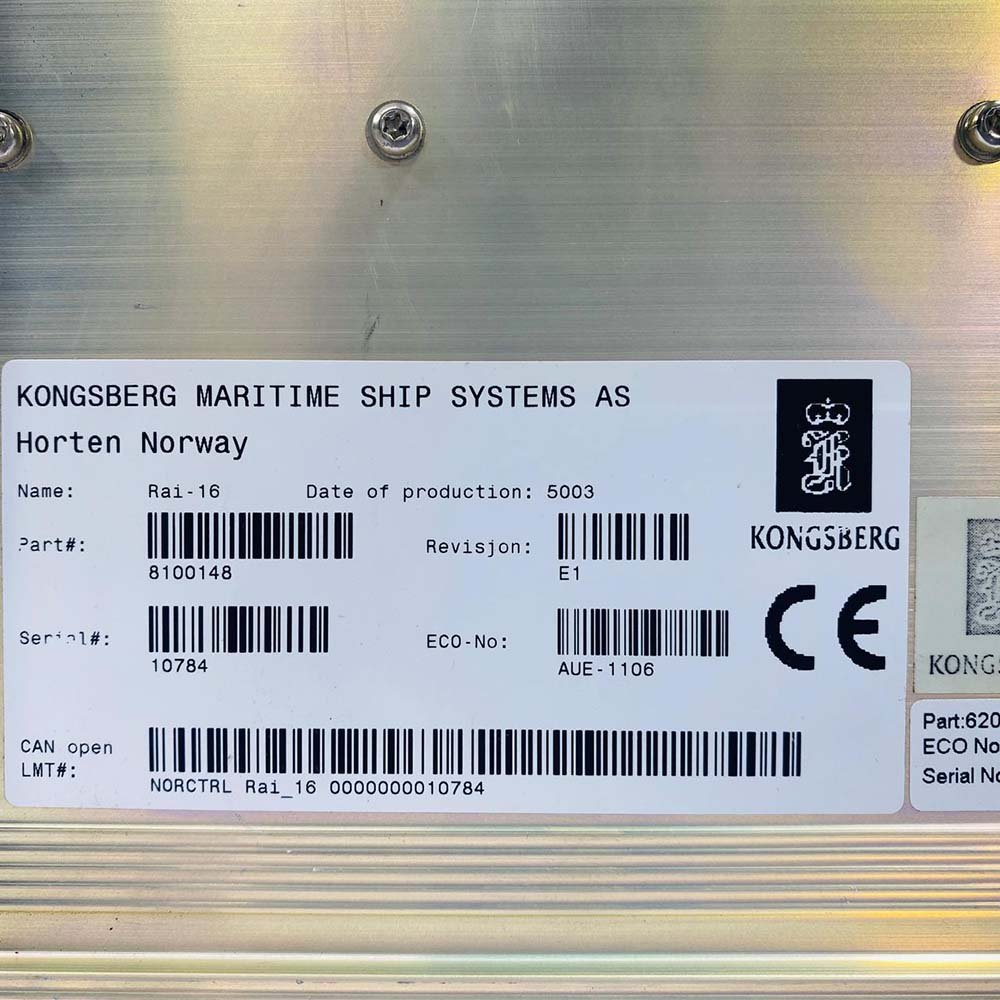 KONGSBERG MARITIME SHIP SYSTEMS AS
Horten Norway
Name: Rai-16 Date of production: 5003
Part#: Revisjon:
8100148 E1
Serial#: ECO-No:
10784 AUE-1106
CAN open
LMT#:
NORCTRL Rai_16 0000000010784
KONGSBERG
CE
KONGS
Part:620
ECO No
Serial No